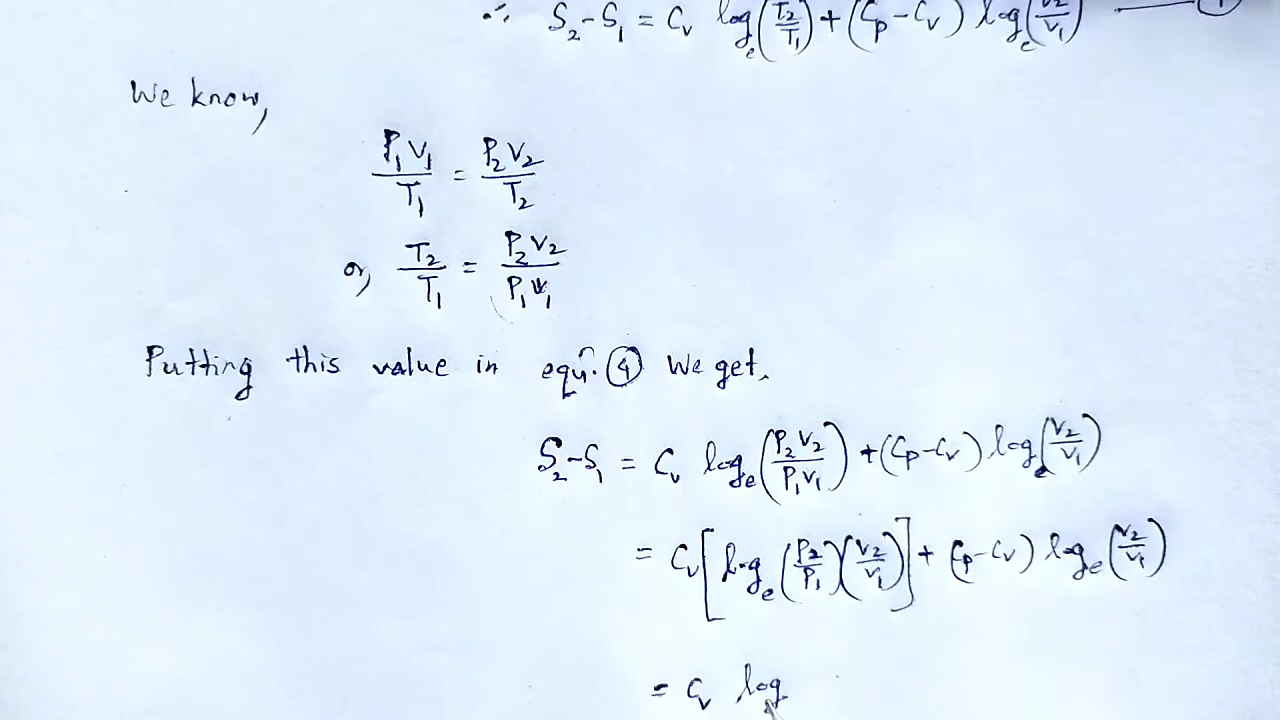 ∴ S₂-S₁ = Cᵥ logₑ(T₂/T₁) + (Cp-Cᵥ) logₑ(V₂/V₁)
We know,
P₁V₁/T₁ = P₂V₂/T₂
or, T₂/T₁ = P₂V₂/P₁V₁
Putting this value in equn. ④ We get.
S₂-S₁ = Cᵥ logₑ(P₂V₂/P₁V₁) + (Cp-Cᵥ) logₑ(V₂/V₁)
= Cᵥ[logₑ(P₂/P₁)(V₂/V₁)] + (Cp-Cᵥ) logₑ(V₂/V₁)
= Cᵥ log